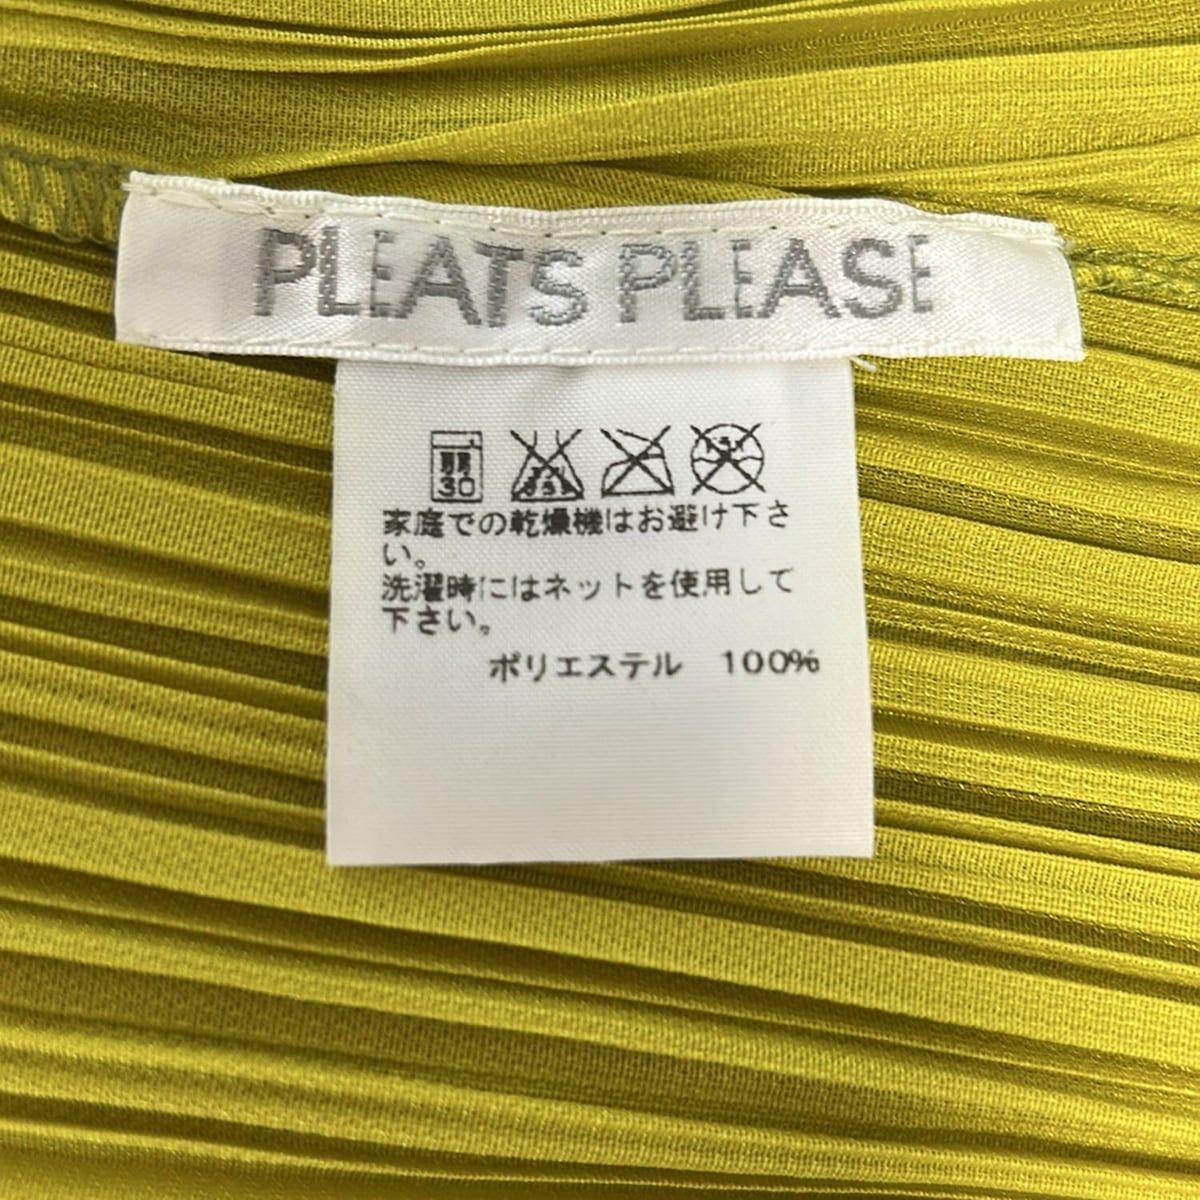 PLEATS PLEASE
30
家庭での乾燥機はお避け下さ
い。
洗濯時にはネットを使用して
下さい。
ポリエステル 100%